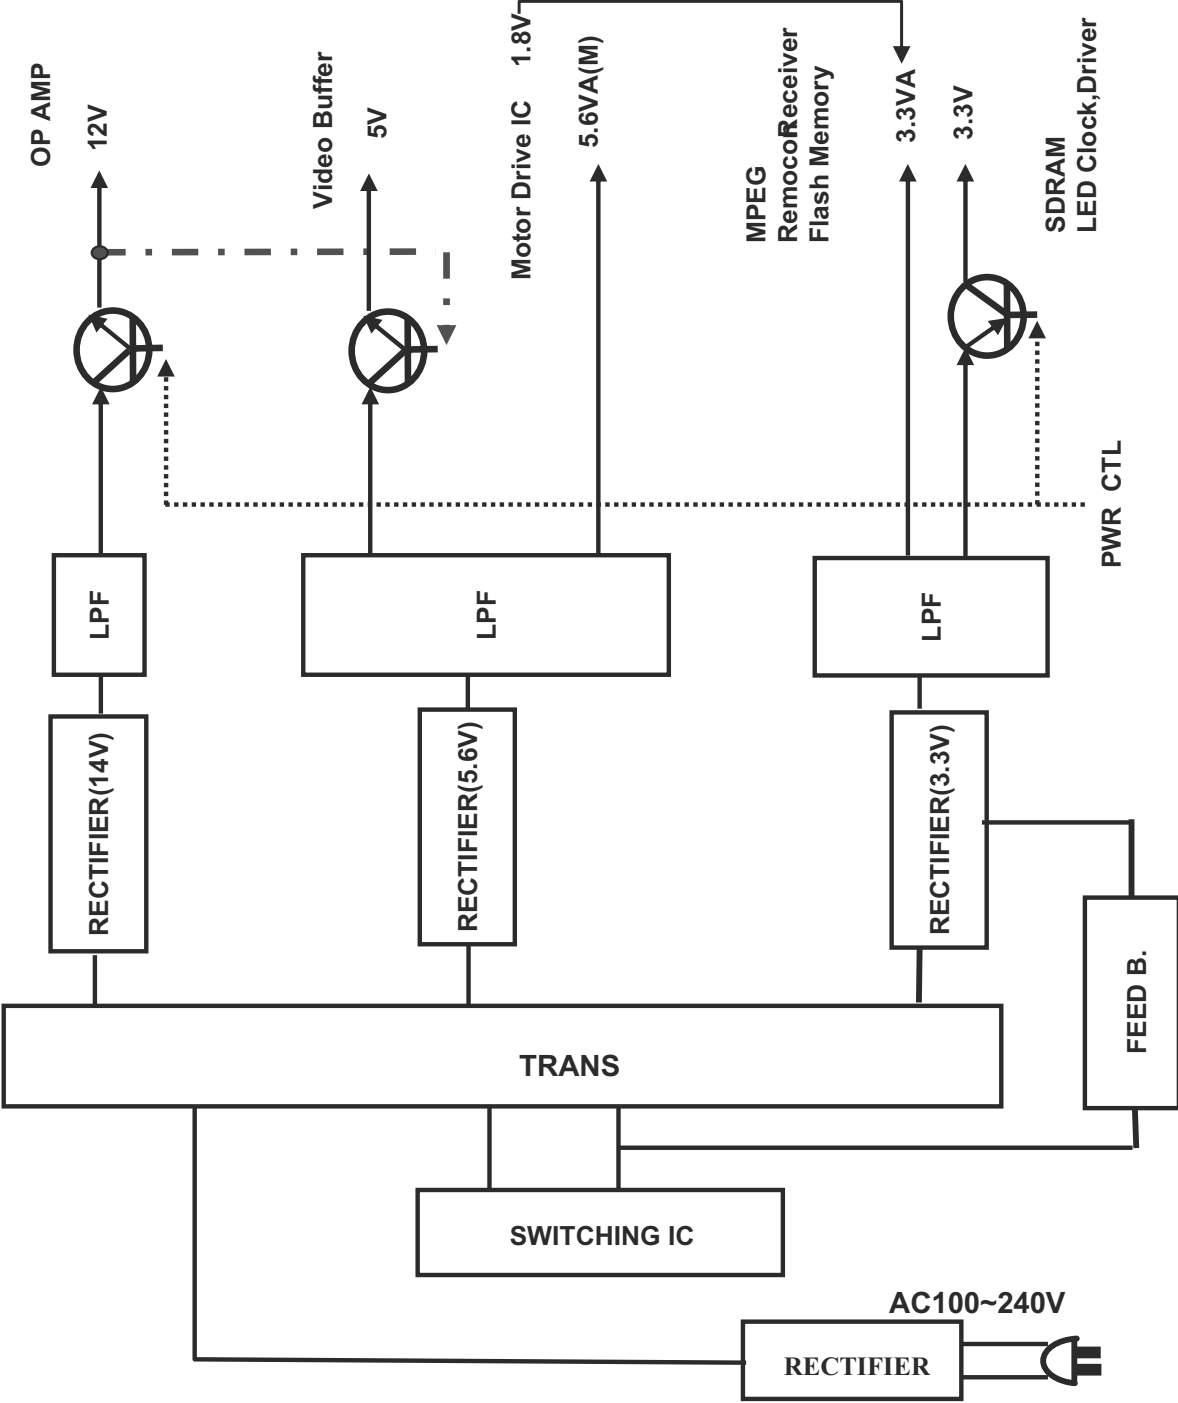 OP AMP
12V
Video Buffer
5V
Motor Drive IC 1.8V
5.6VA(M)
MPEG
RemoconReceiver
Flash Memory
3.3VA
3.3V
SDRAM
LED Clock,Driver
PWR CTL
LPF
LPF
LPF
RECTIFIER(14V)
RECTIFIER(5.6V)
RECTIFIER(3.3V)
FEED B.
TRANS
SWITCHING IC
AC100~240V
RECTIFIER